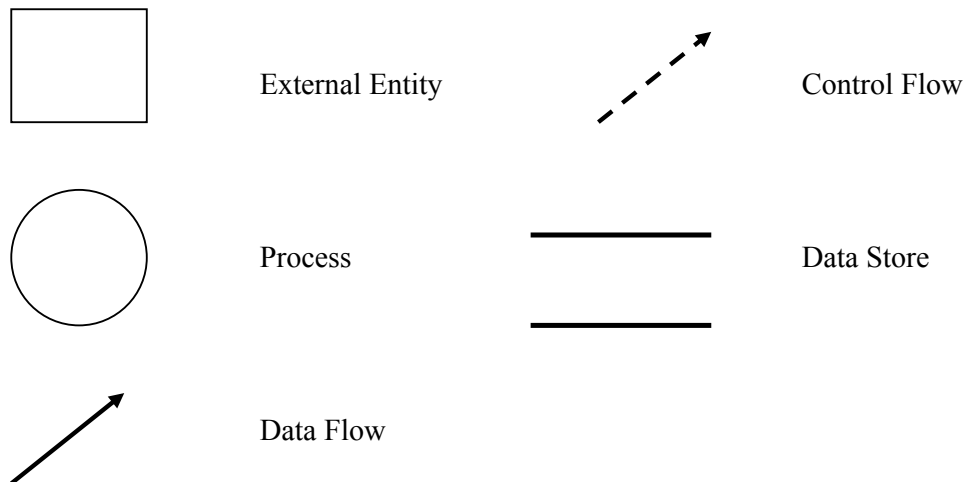 External Entity
Control Flow
Process
Data Store
Data Flow